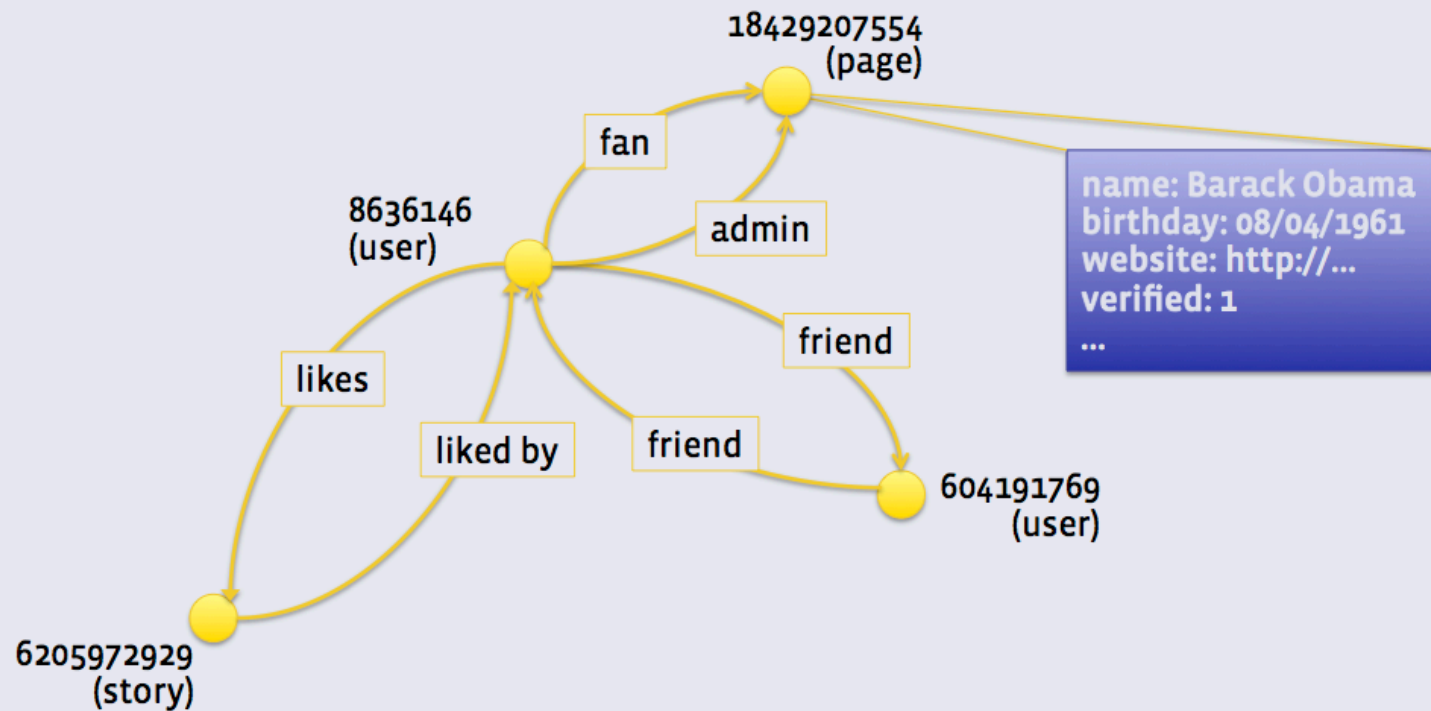 18429207554
(page)
fan
name: Barack Obama
birthday: 08/04/1961
website: http://...
verified: 1
...
8636146
(user)
admin
friend
likes
liked by
friend
604191769
(user)
6205972929
(story)